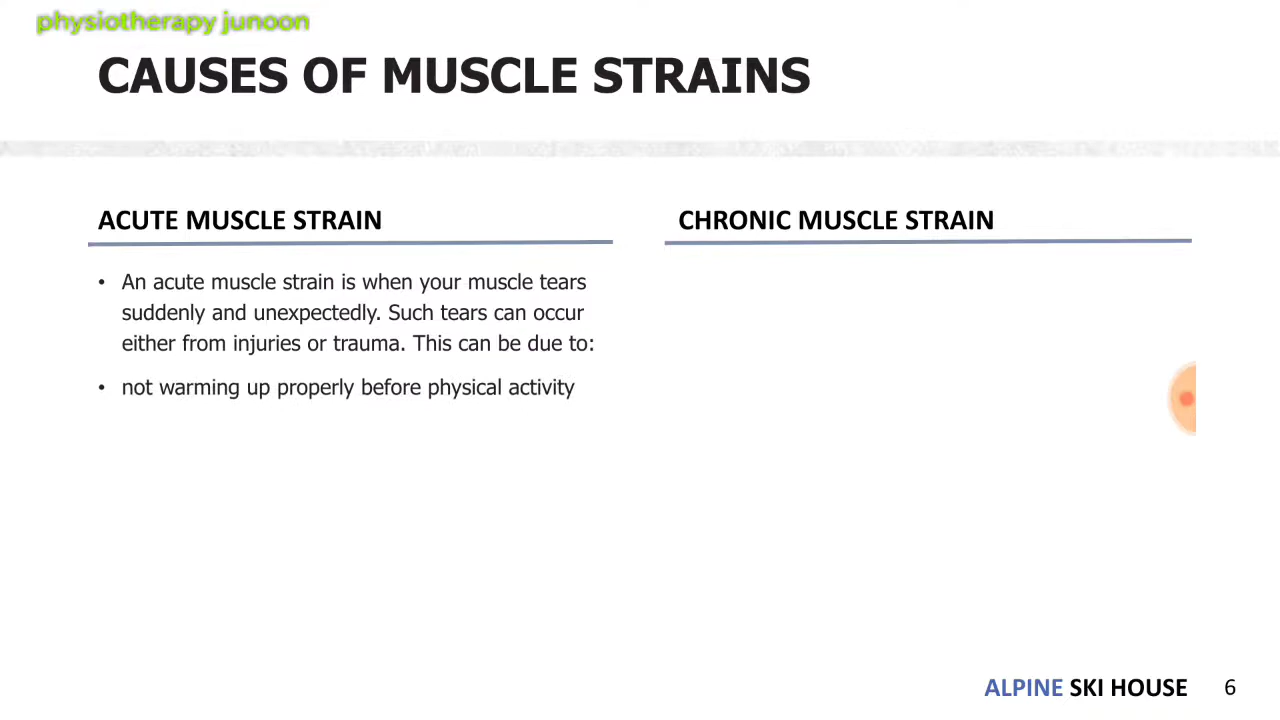 physiotherapy junoon
CAUSES OF MUSCLE STRAINS
ACUTE MUSCLE STRAIN
• An acute muscle strain is when your muscle tears
suddenly and unexpectedly. Such tears can occur
either from injuries or trauma. This can be due to:
• not warming up properly before physical activity
CHRONIC MUSCLE STRAIN
ALPINE SKI HOUSE
6